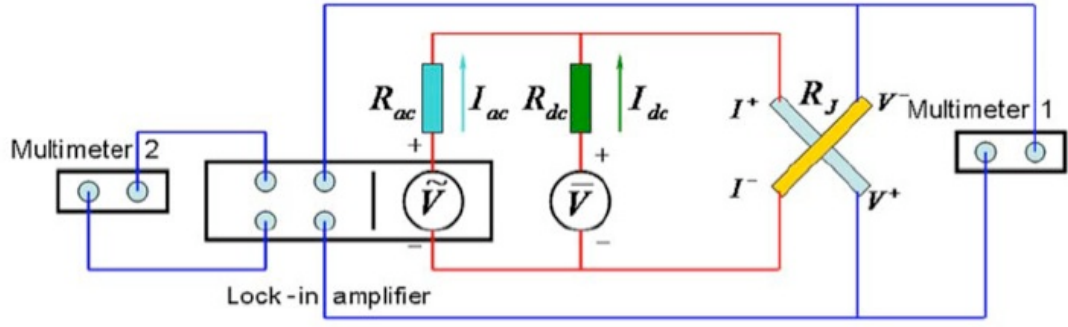 R_ac I_ac R_dc I_dc I+ R_J V- Multimeter 1
Multimeter 2
+ +
Ṽ V̄
I- V+
- -
Lock-in amplifier